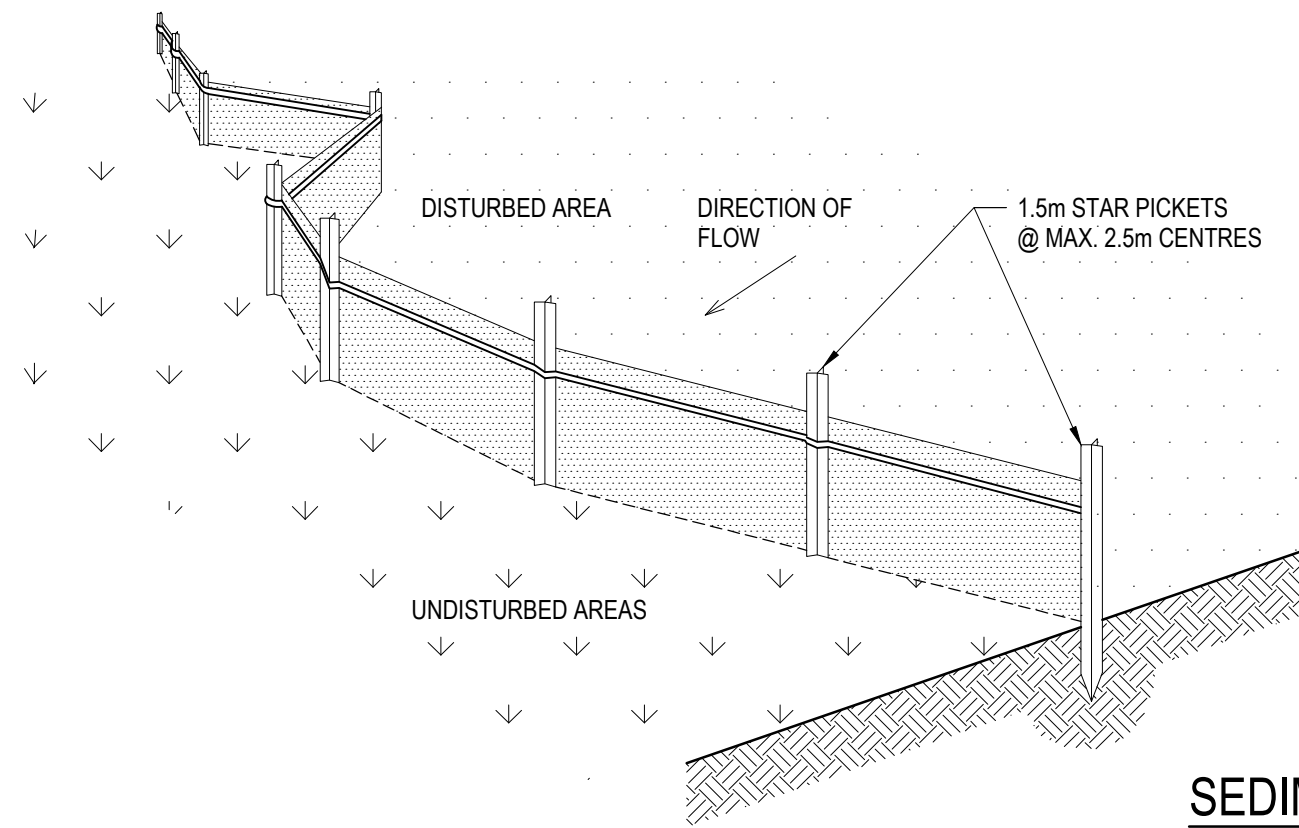 DISTURBED AREA
DIRECTION OF
FLOW
1.5m STAR PICKETS
@ MAX. 2.5m CENTRES
UNDISTURBED AREAS